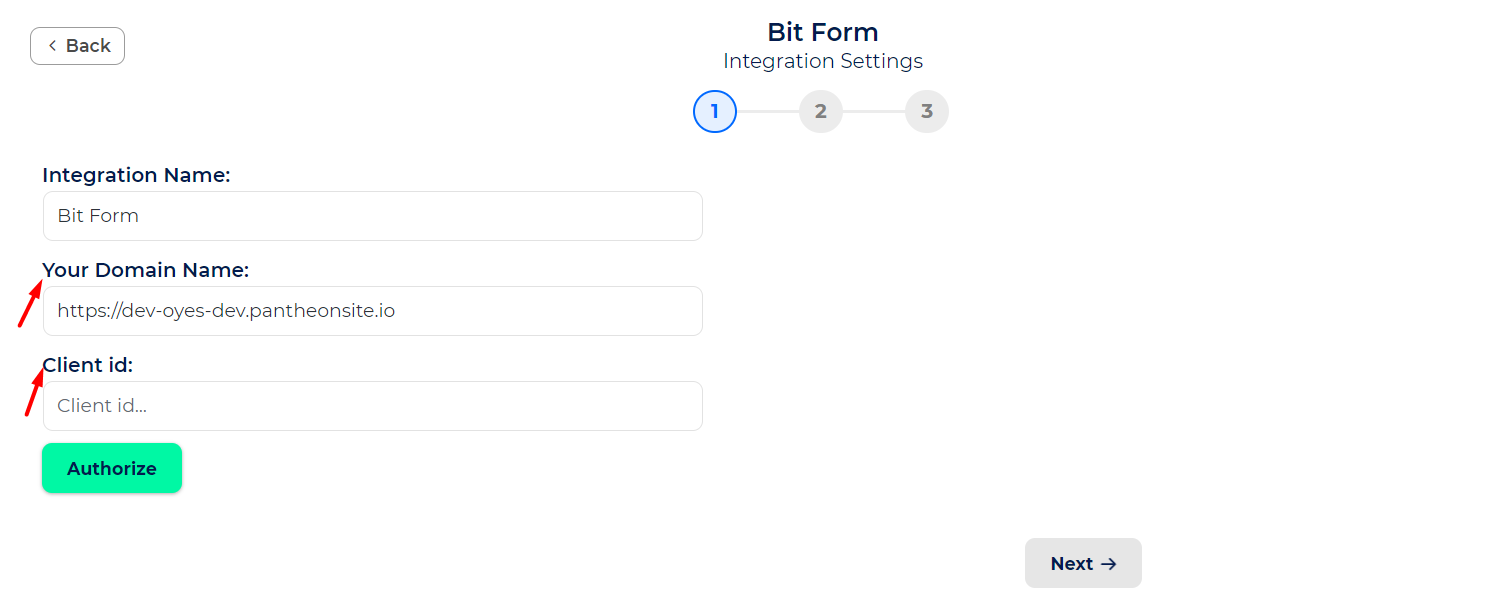 Back
Bit Form
Integration Settings
1 2 3
Integration Name:
Bit Form
Your Domain Name:
https://dev-oyes-dev.pantheonsite.io
Client id:
Client id...
Authorize
Next →